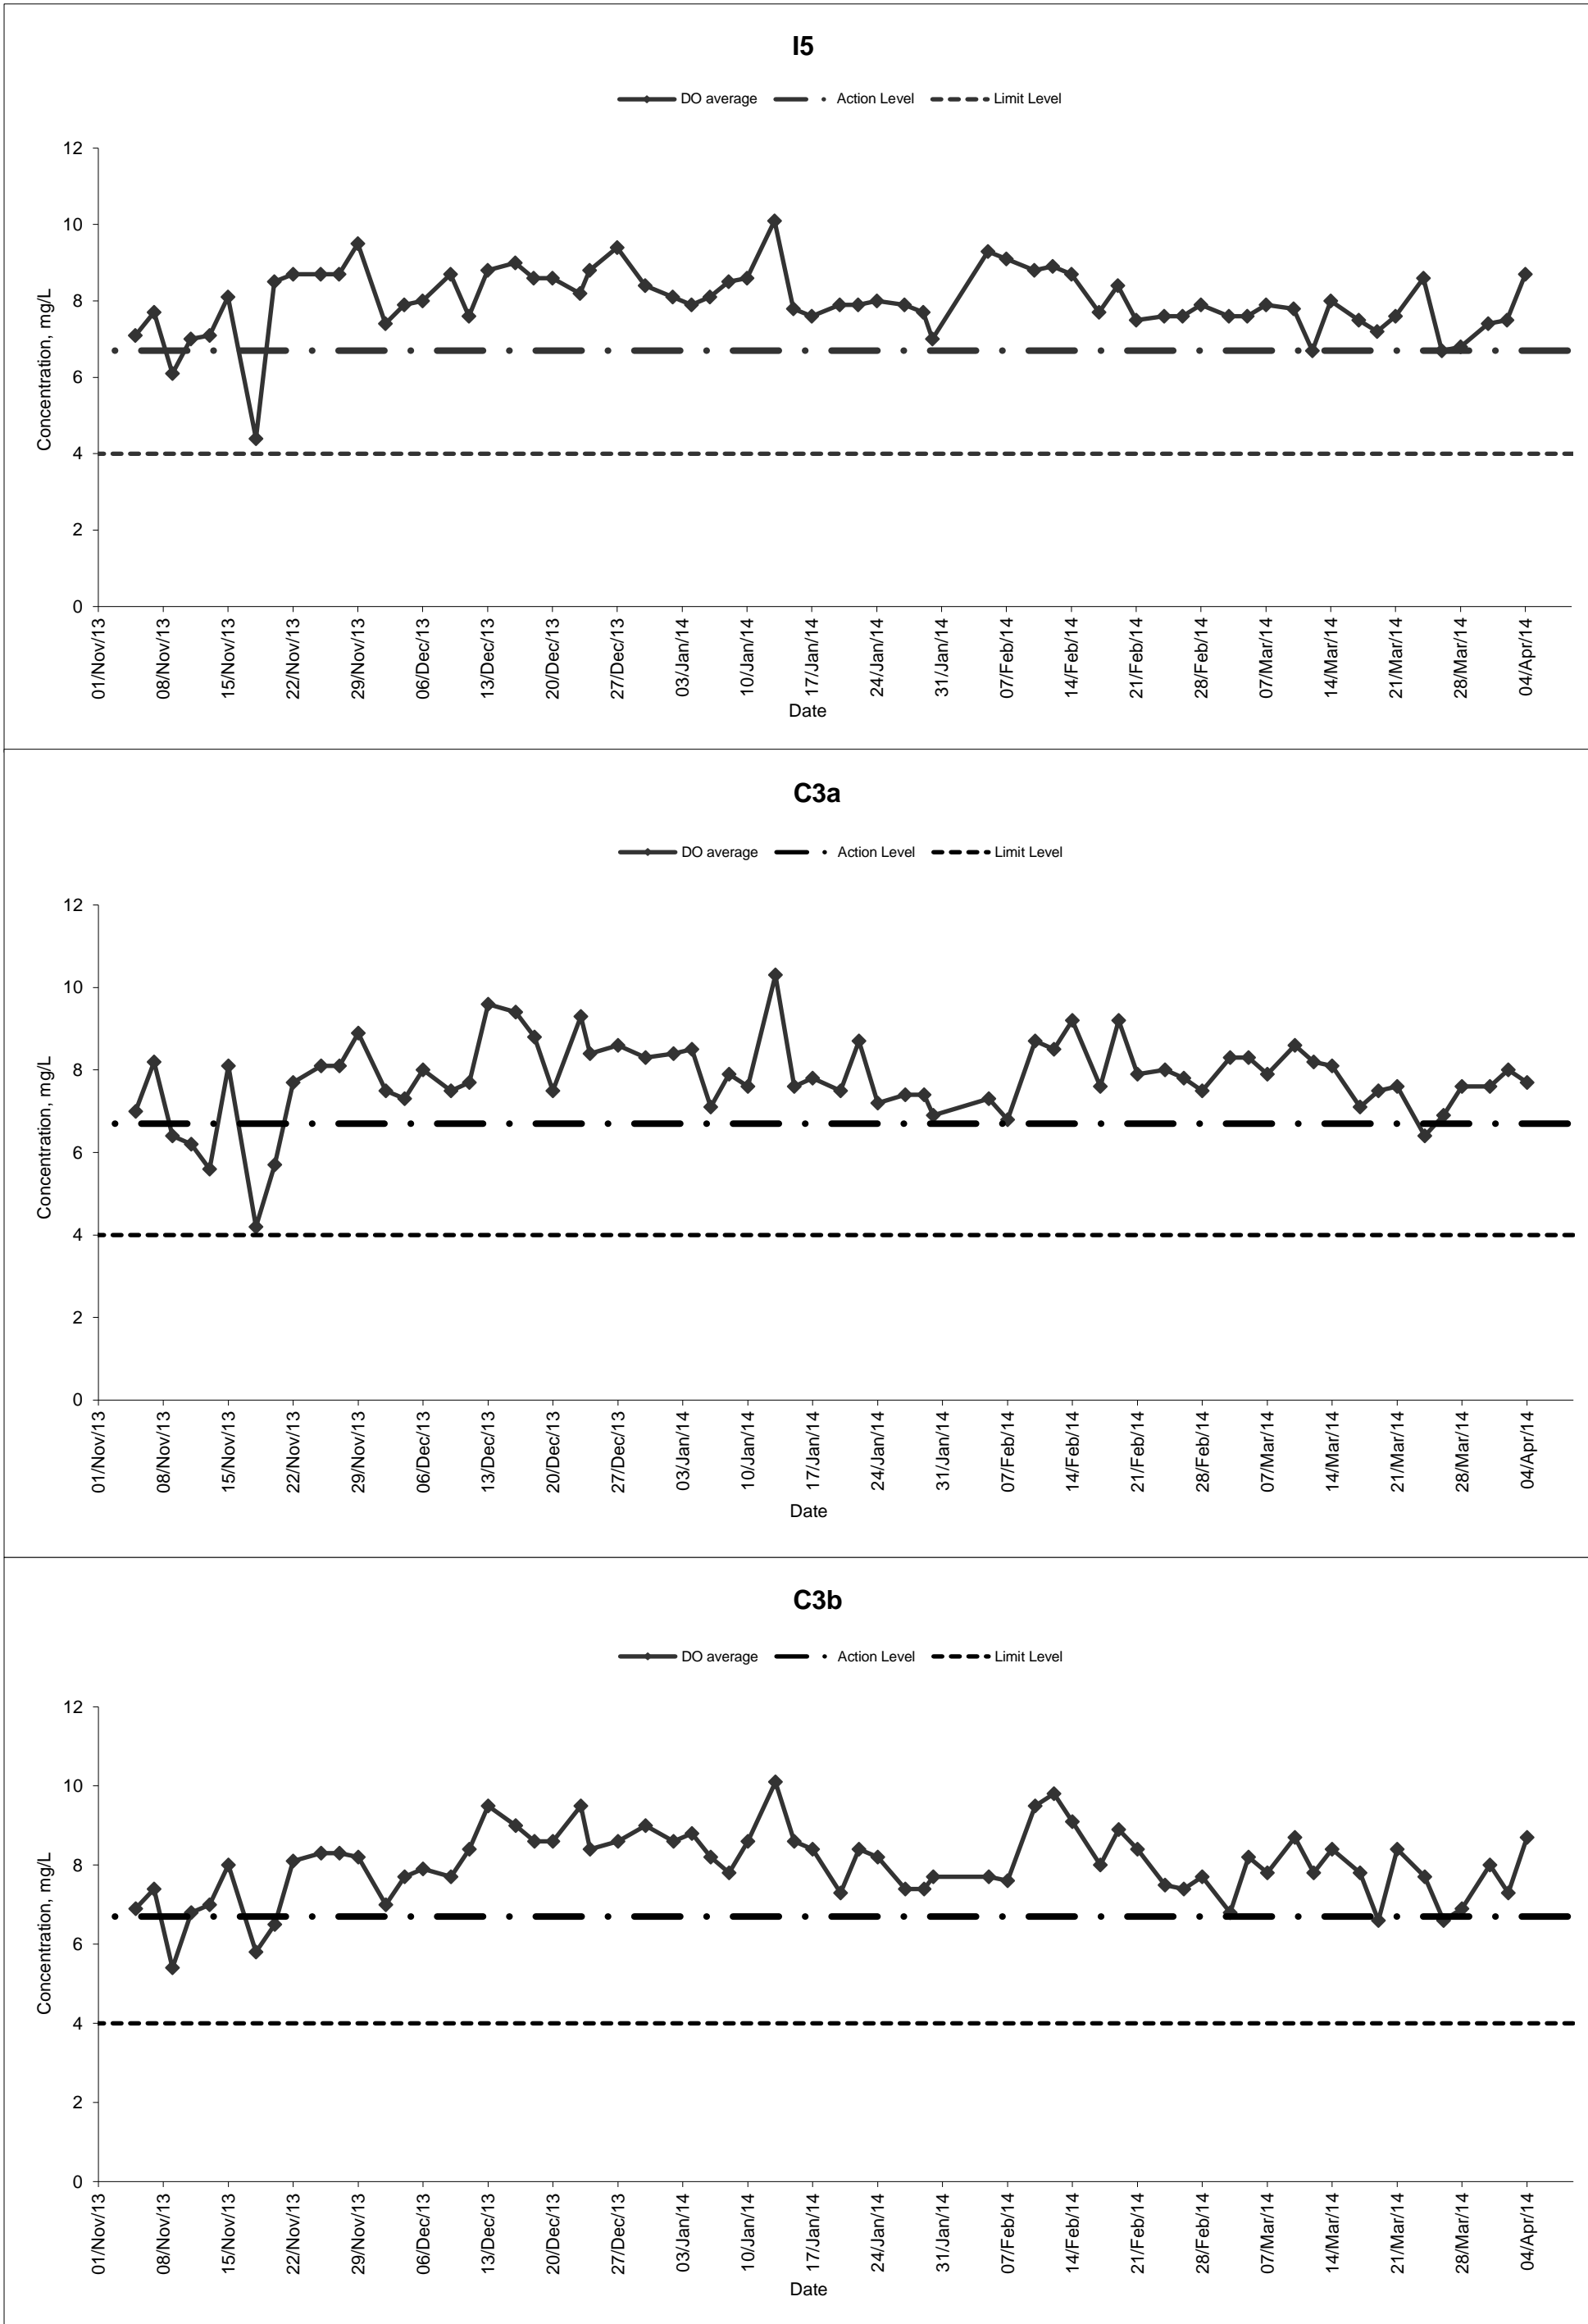 I5
DO average Action Level Limit Level
Concentration, mg/L
12
10
8
6
4
2
0
01/Nov/13 08/Nov/13 15/Nov/13 22/Nov/13 29/Nov/13 06/Dec/13 13/Dec/13 20/Dec/13 27/Dec/13 03/Jan/14 10/Jan/14 17/Jan/14 24/Jan/14 31/Jan/14 07/Feb/14 14/Feb/14 21/Feb/14 28/Feb/14 07/Mar/14 14/Mar/14 21/Mar/14 28/Mar/14 04/Apr/14
Date
C3a
DO average Action Level Limit Level
Concentration, mg/L
12
10
8
6
4
2
0
01/Nov/13 08/Nov/13 15/Nov/13 22/Nov/13 29/Nov/13 06/Dec/13 13/Dec/13 20/Dec/13 27/Dec/13 03/Jan/14 10/Jan/14 17/Jan/14 24/Jan/14 31/Jan/14 07/Feb/14 14/Feb/14 21/Feb/14 28/Feb/14 07/Mar/14 14/Mar/14 21/Mar/14 28/Mar/14 04/Apr/14
Date
C3b
DO average Action Level Limit Level
Concentration, mg/L
12
10
8
6
4
2
0
01/Nov/13 08/Nov/13 15/Nov/13 22/Nov/13 29/Nov/13 06/Dec/13 13/Dec/13 20/Dec/13 27/Dec/13 03/Jan/14 10/Jan/14 17/Jan/14 24/Jan/14 31/Jan/14 07/Feb/14 14/Feb/14 21/Feb/14 28/Feb/14 07/Mar/14 14/Mar/14 21/Mar/14 28/Mar/14 04/Apr/14
Date